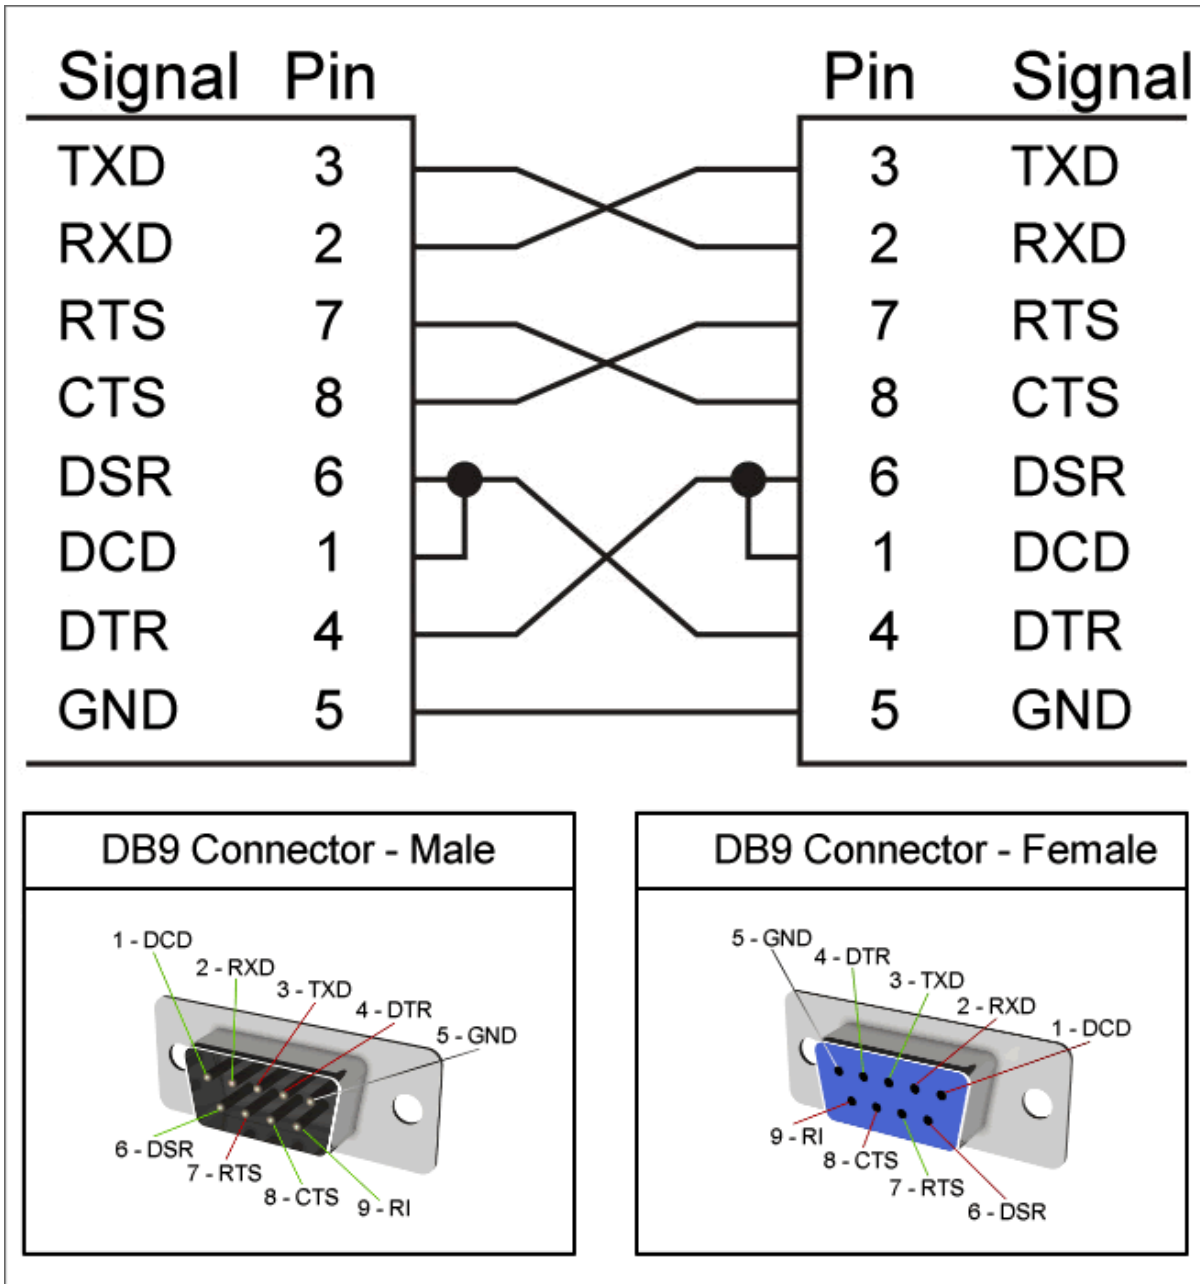 Signal Pin Pin Signal
TXD 3 3 TXD
RXD 2 2 RXD
RTS 7 7 RTS
CTS 8 8 CTS
DSR 6 6 DSR
DCD 1 1 DCD
DTR 4 4 DTR
GND 5 5 GND
DB9 Connector - Male
1 - DCD
2 - RXD
3 - TXD
4 - DTR
5 - GND
6 - DSR
7 - RTS
8 - CTS
9 - RI
DB9 Connector - Female
5 - GND
4 - DTR
3 - TXD
2 - RXD
1 - DCD
9 - RI
8 - CTS
7 - RTS
6 - DSR